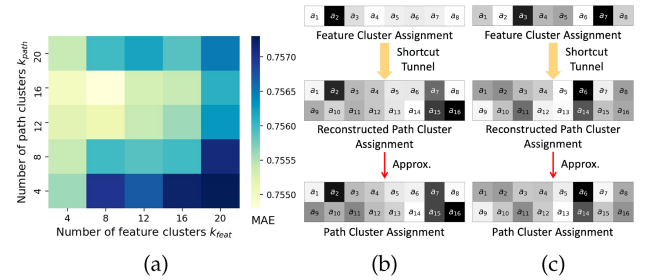 Number of path clusters k_path
20
16
12
8
4
4 8 12 16 20
Number of feature clusters k_feat
0.7570
0.7565
0.7560
0.7555
0.7550
MAE
(a)
a1 a2 a3 a4 a5 a6 a7 a8
Feature Cluster Assignment
Shortcut
Tunnel
a1 a2 a3 a4 a5 a6 a7 a8
a9 a10 a11 a12 a13 a14 a15 a16
Reconstructed Path Cluster
Assignment
Approx.
a1 a2 a3 a4 a5 a6 a7 a8
a9 a10 a11 a12 a13 a14 a15 a16
Path Cluster Assignment
(b)
a1 a2 a3 a4 a5 a6 a7 a8
Feature Cluster Assignment
Shortcut
Tunnel
a1 a2 a3 a4 a5 a6 a7 a8
a9 a10 a11 a12 a13 a14 a15 a16
Reconstructed Path Cluster
Assignment
Approx.
a1 a2 a3 a4 a5 a6 a7 a8
a9 a10 a11 a12 a13 a14 a15 a16
Path Cluster Assignment
(c)